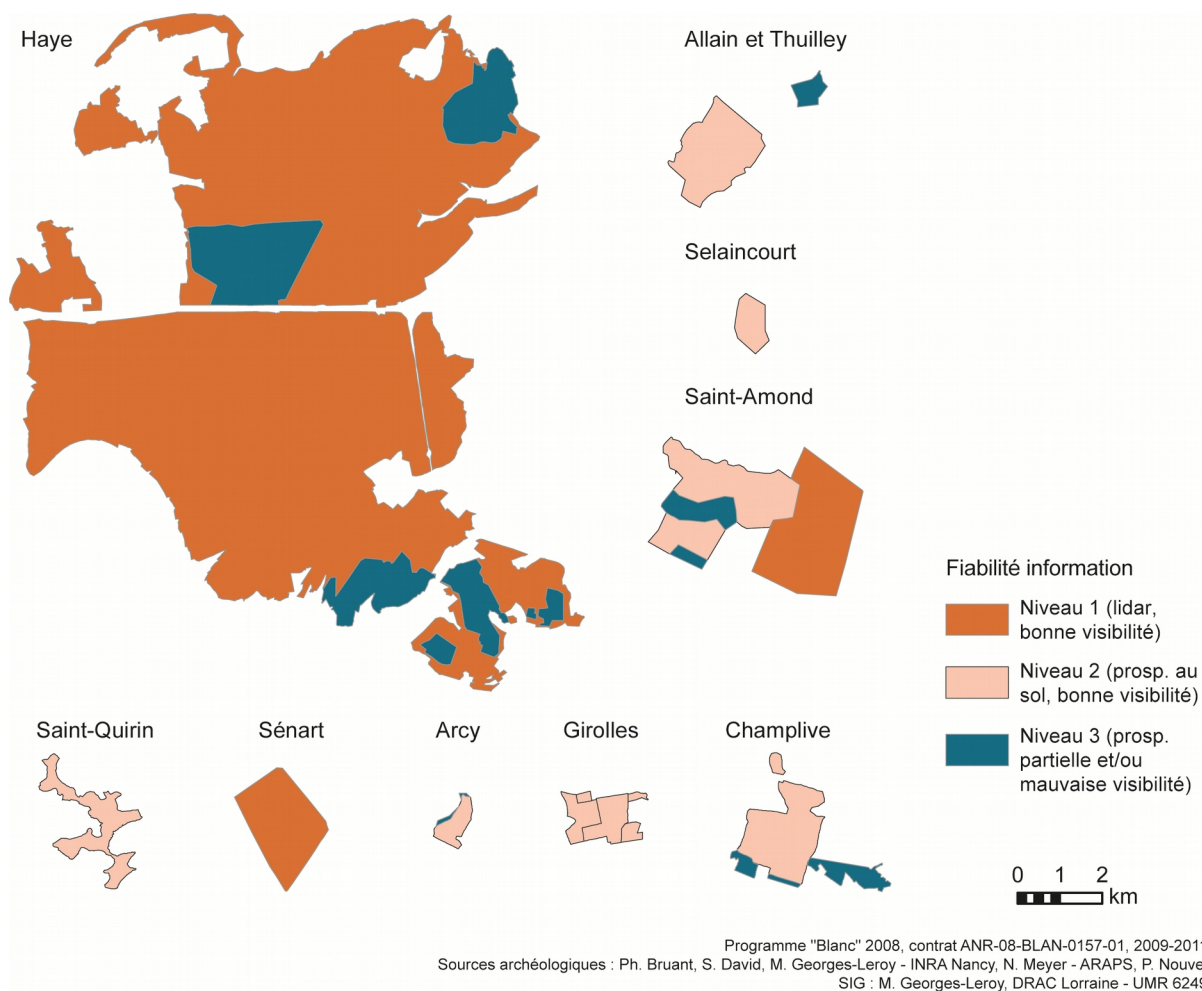 Haye
Allain et Thuilley
Selaincourt
Saint-Amond
Fiabilité information
Niveau 1 (lidar,
bonne visibilité)
Niveau 2 (prosp. au
sol, bonne visibilité)
Niveau 3 (prosp.
partielle et/ou
mauvaise visibilité)
Saint-Quirin
Sénart
Arcy
Girolles
Champlive
0 1 2
km
Programme "Blanc" 2008, contrat ANR-08-BLAN-0157-01, 2009-2011
Sources archéologiques : Ph. Bruant, S. David, M. Georges-Leroy - INRA Nancy, N. Meyer - ARAPS, P. Nouve
SIG : M. Georges-Leroy, DRAC Lorraine - UMR 6249